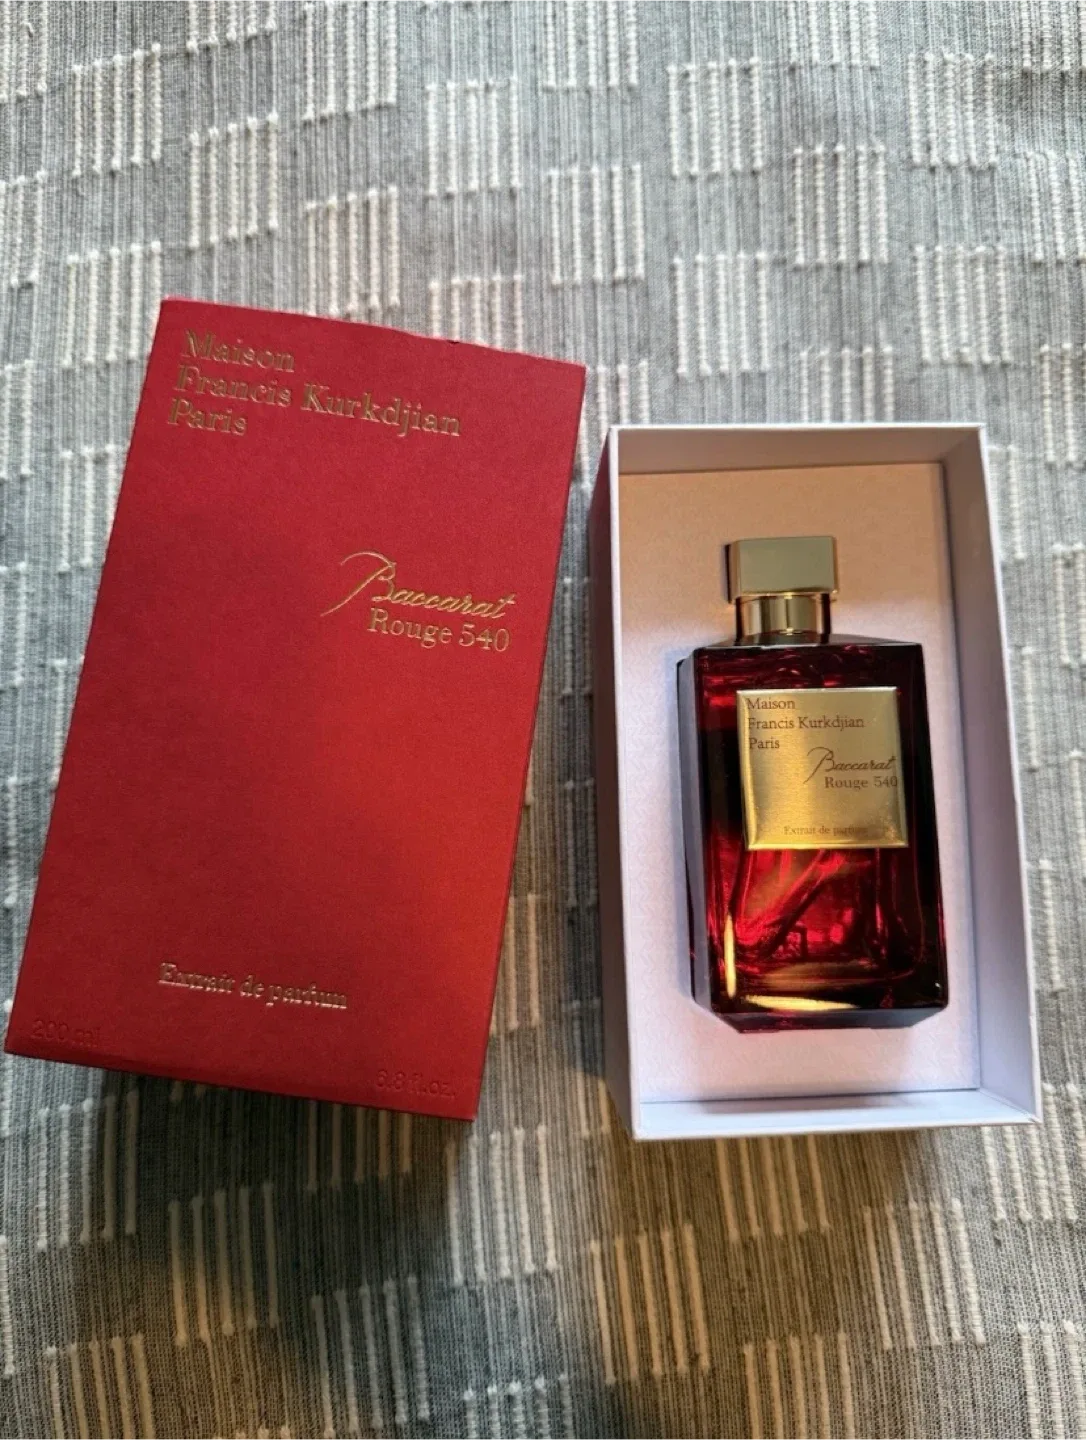 Maison
Francis Kurkdjian
Paris
Baccarat
Rouge 540
Extrait de parfum
200 ml
6.8 fl.oz.
Maison
Francis Kurkdjian
Paris
Baccarat
Rouge 540
Extrait de parfum